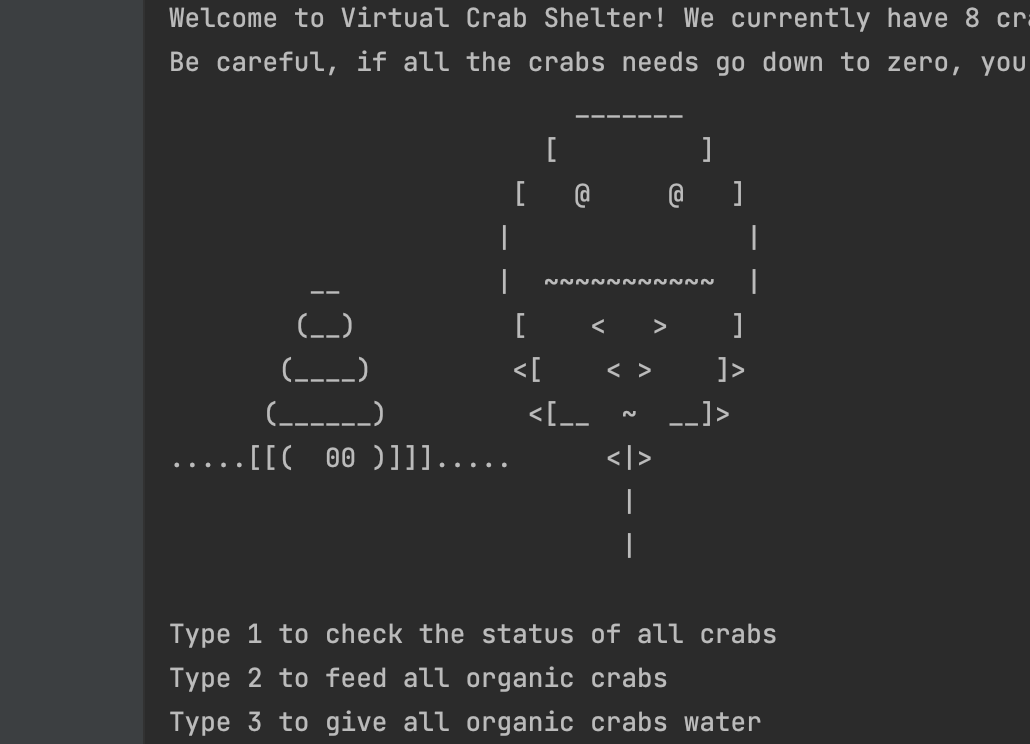 Welcome to Virtual Crab Shelter! We currently have 8
Be careful, if all the crabs needs go down to zero, you
_______
[         ]
[   @     @   ]
|               |
__          |  ~~~~~~~~~~~  |
(__)          [    <   >    ]
(____)         <[    < >    ]>
(______)         <[__  ~  __]>
.....[[(  00 )]]].....      <|>
|
|
Type 1 to check the status of all crabs
Type 2 to feed all organic crabs
Type 3 to give all organic crabs water